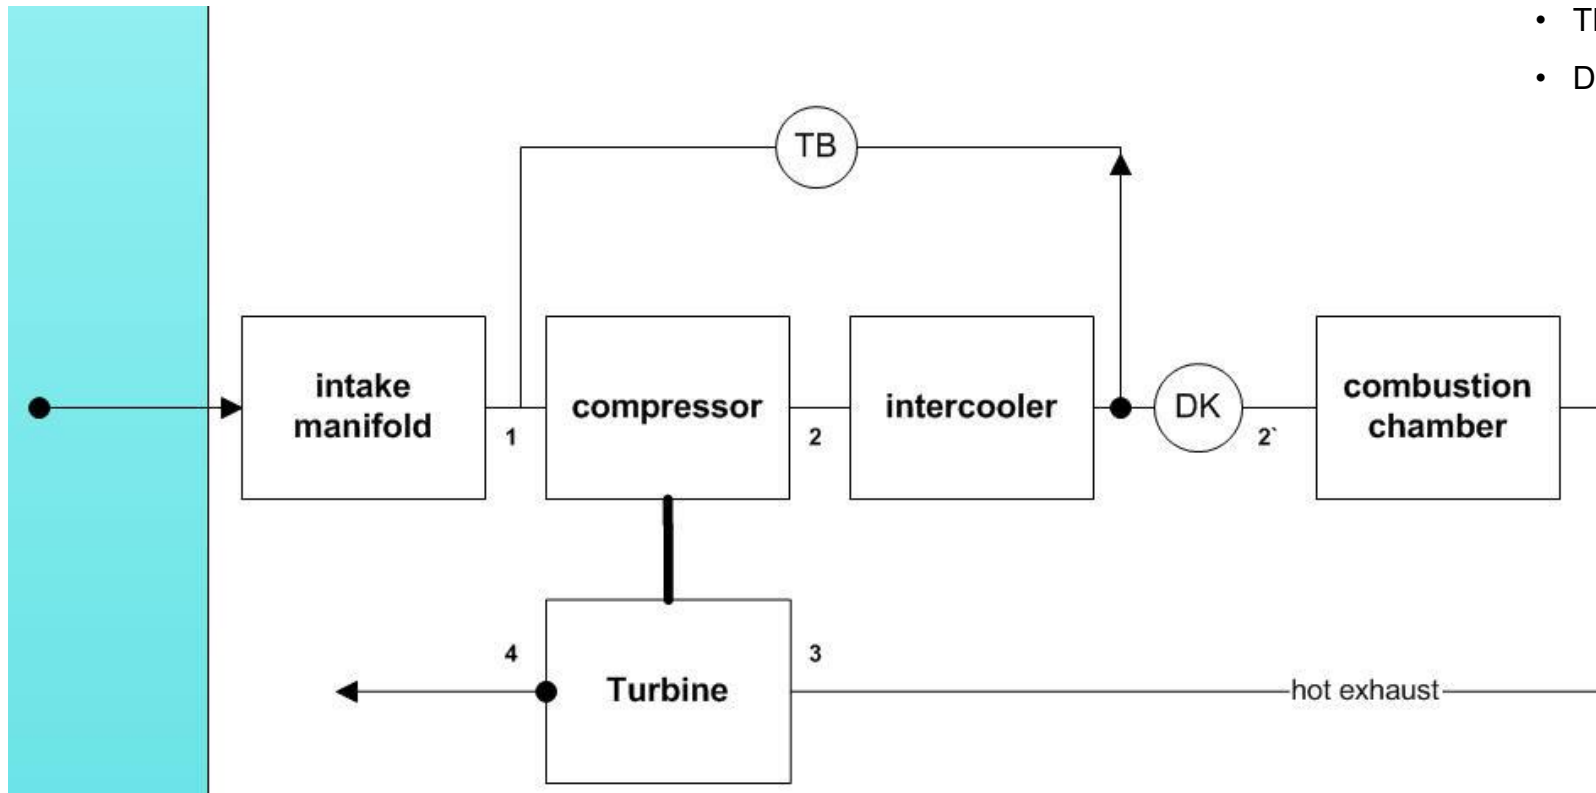 TB
intake
manifold
compressor
intercooler
DK
combustion
chamber
1
2
2`
4
Turbine
3
hot exhaust